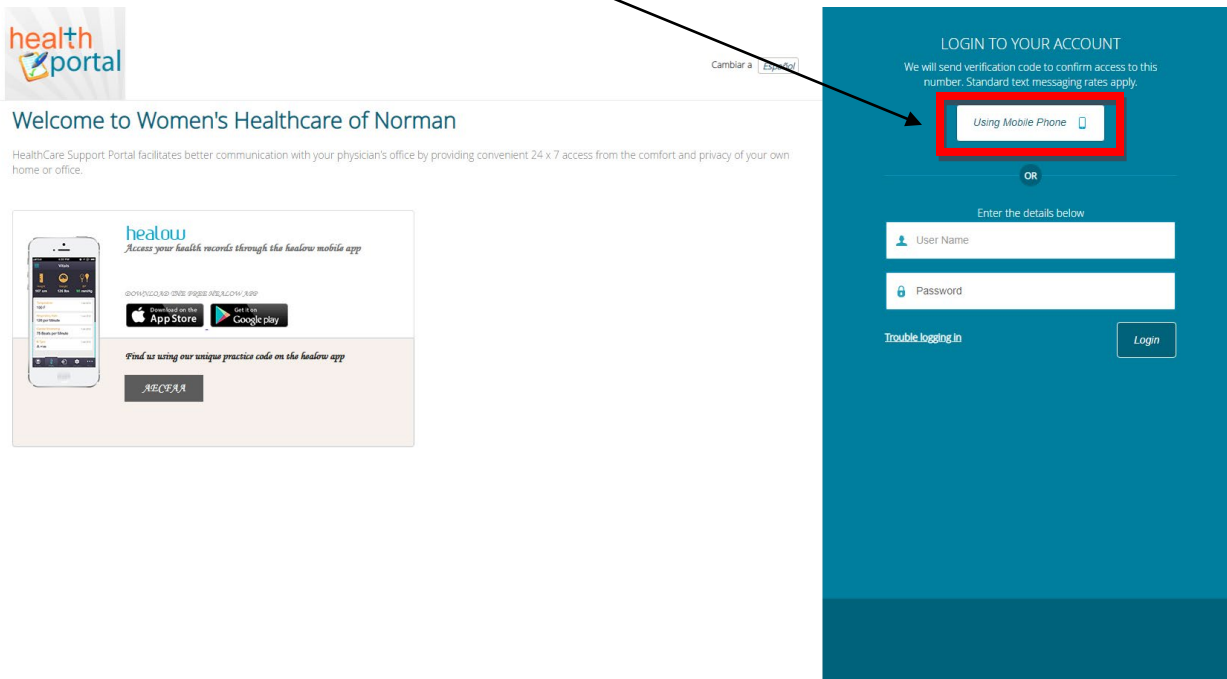 health
portal
Cambiar a Español
Welcome to Women's Healthcare of Norman
HealthCare Support Portal facilitates better communication with your physician's office by providing convenient 24 x 7 access from the comfort and privacy of your own
home or office.
healow
Access your health records through the healow mobile app
DOWNLOAD THE FREE HEALOW APP
Download on the
App Store
Get it on
Google play
Find us using our unique practice code on the healow app
AECFAA
LOGIN TO YOUR ACCOUNT
We will send verification code to confirm access to this
number. Standard text messaging rates apply.
Using Mobile Phone
OR
Enter the details below
User Name
Password
Trouble logging in
Login